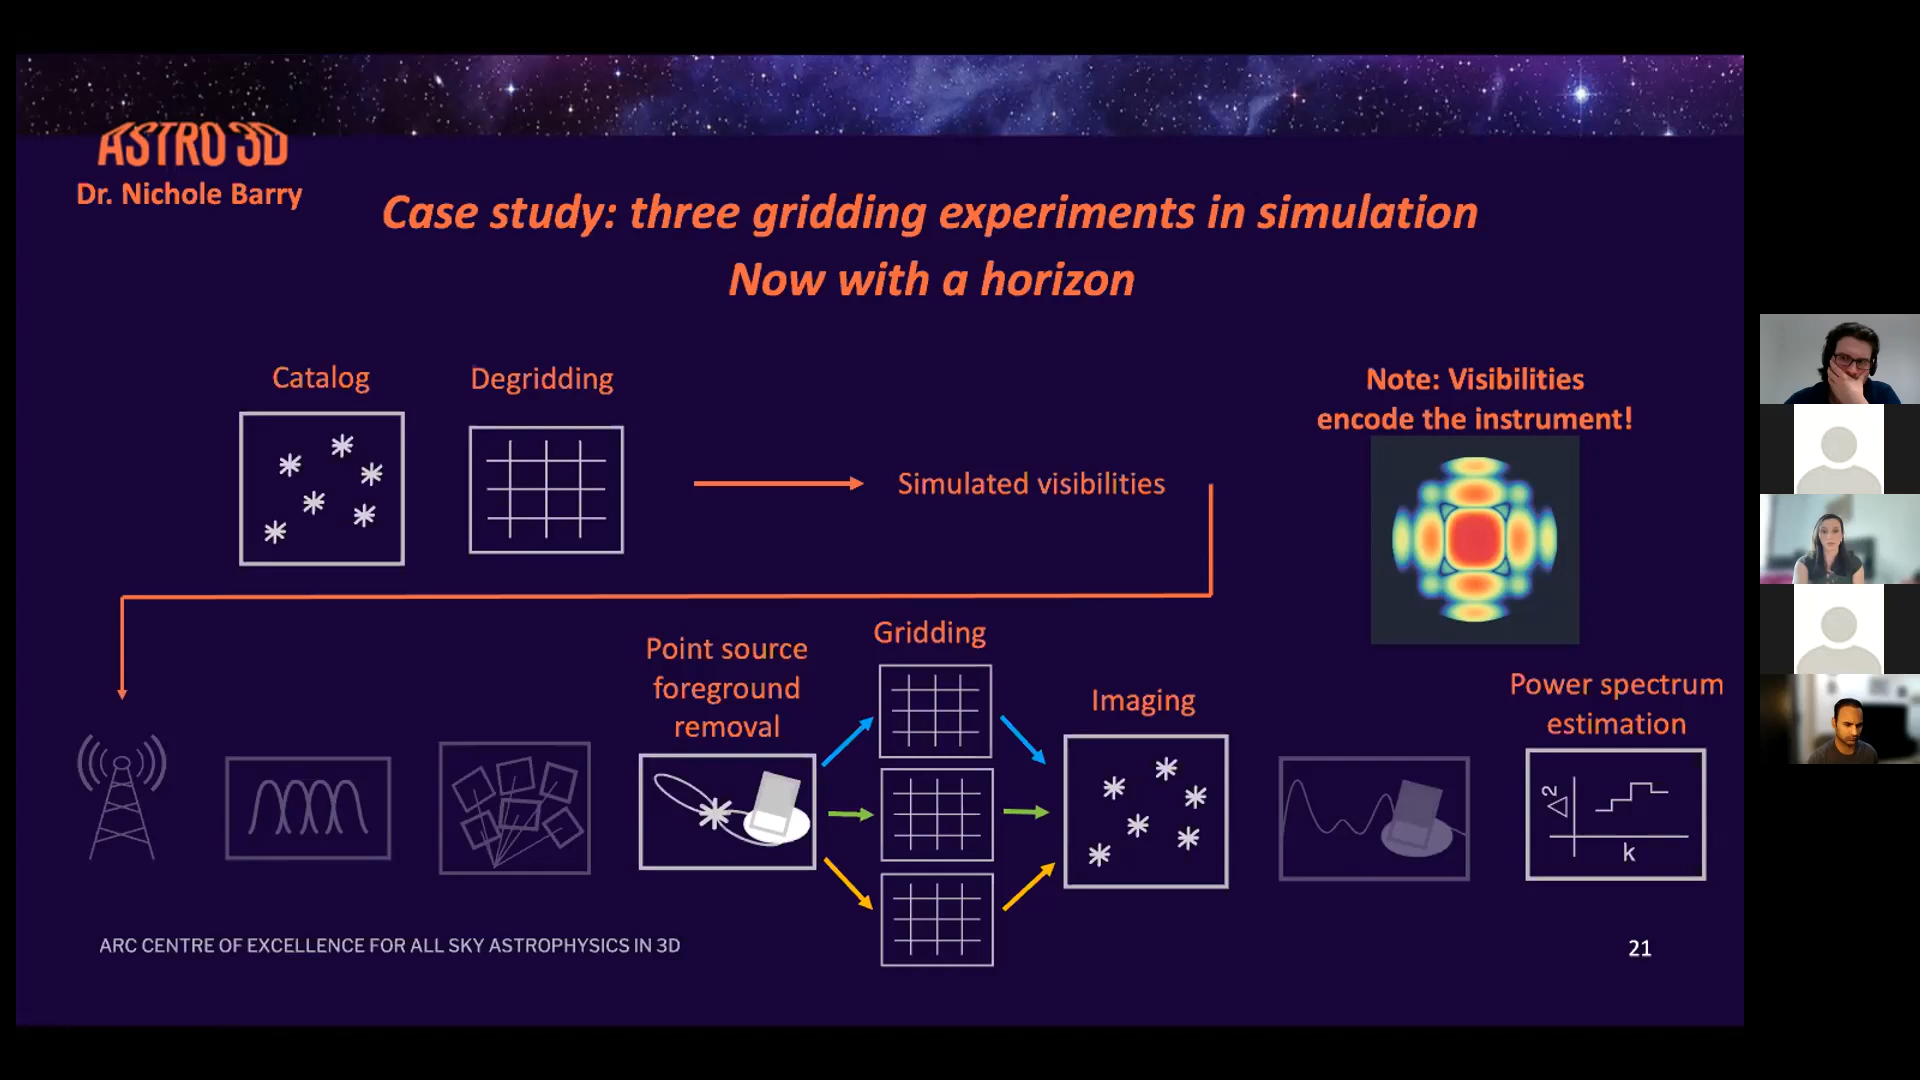 ASTRO 3D
Dr. Nichole Barry
Case study: three gridding experiments in simulation
Now with a horizon
Catalog
Degridding
Simulated visibilities
Note: Visibilities
encode the instrument!
Point source
foreground
removal
Gridding
Imaging
Power spectrum
estimation
Δ²
k
ARC CENTRE OF EXCELLENCE FOR ALL SKY ASTROPHYSICS IN 3D
21